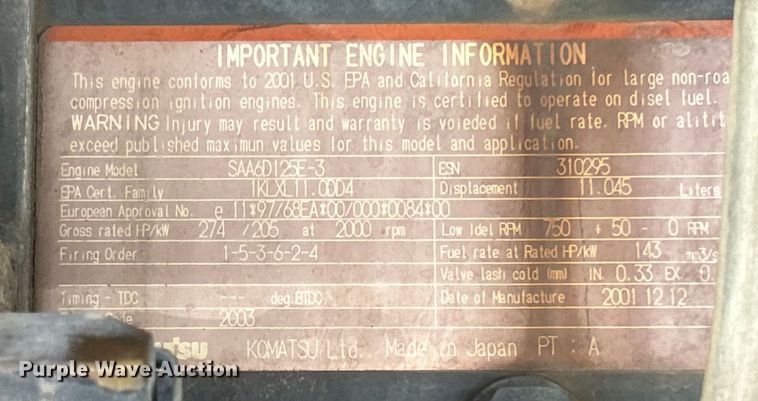 IMPORTANT ENGINE INFORMATION
This engine conforms to 2001 U.S. EPA and California Regulation for large non-roa
compression ignition engines. This engine is certified to operate on disel fuel.
WARNING Injury may result and warranty is voieded if fuel rate. RPM or altit
exceed published maximun values for this model and application.
Engine Model SAA6D125E-3 ESN 310295
EPA Cert. Family 1KLXL11.0DD4 Displacement 11.045 Liters
European Approval No. e 11*97/68EA*00/000*0084*00
Gross rated HP/kW 274 /205 at 2000 rpm Low Idel RPM 750 + 50 - 0 RPM
Firing Order 1-5-3-6-2-4 Fuel rate at Rated HP/kW 143 mm3/s
Valve lash cold (mm) IN. 0.33 EX. 0.
Timing - TDC --- deg.BTDC Date of Manufacture 2001 12 12
Code 2003
KOMATSU Ltd. Made in Japan PT : A
Purple Wave Auction